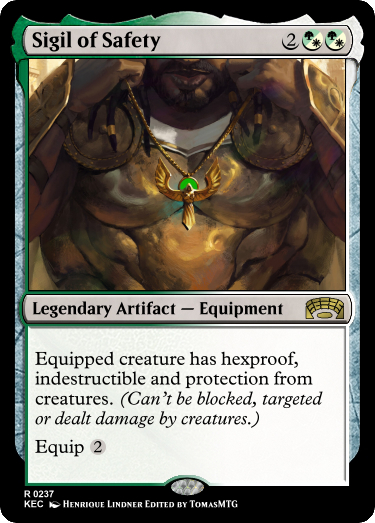 Sigil of Safety 2
Legendary Artifact — Equipment
Equipped creature has hexproof,
indestructible and protection from
creatures. (Can't be blocked, targeted
or dealt damage by creatures.)
Equip 2
R 0237
KEC Henrique Lindner Edited by TomasMTG